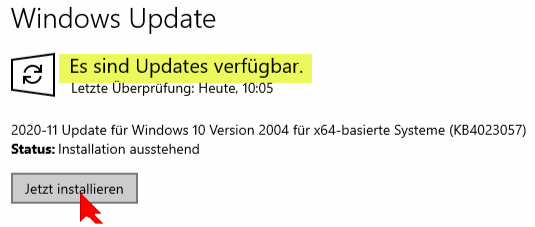 Windows Update
Es sind Updates verfügbar.
Letzte Überprüfung: Heute, 10:05
2020-11 Update für Windows 10 Version 2004 für x64-basierte Systeme (KB4023057)
Status: Installation ausstehend
Jetzt installieren